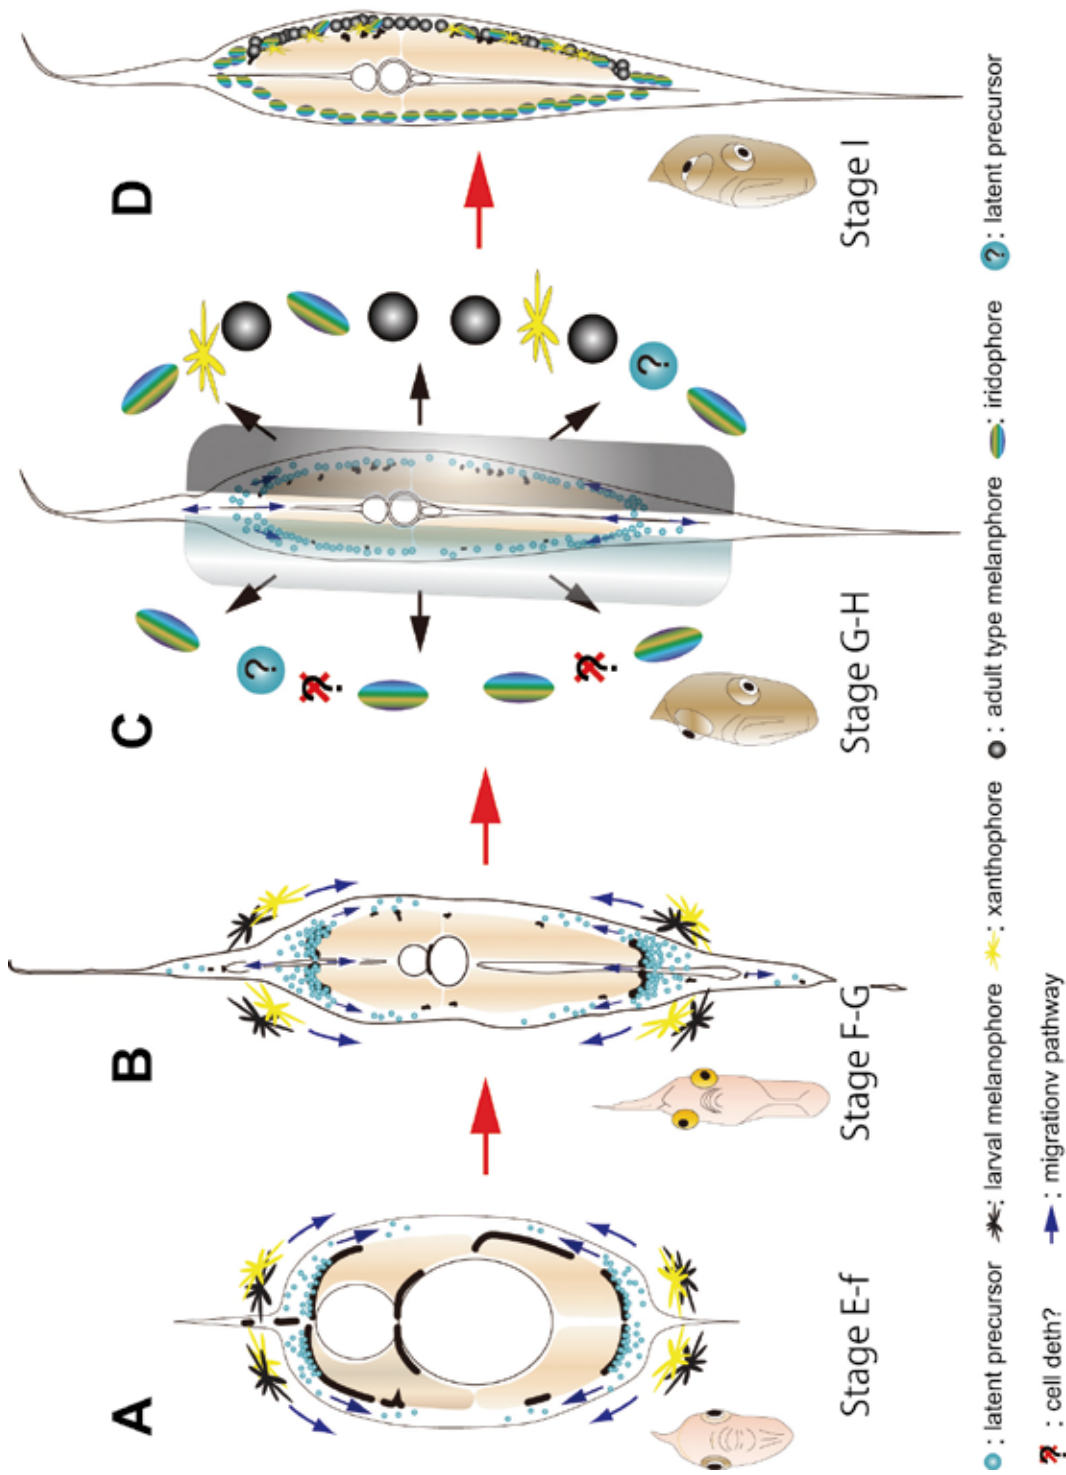 A
B
C
D
Stage E-f
Stage F-G
Stage G-H
Stage I
? ? ? ?
: latent precursor : larval melanophore : xanthophore : adult type melanphore : iridophore ? : latent precursor
? : cell deth? : migrationv pathway